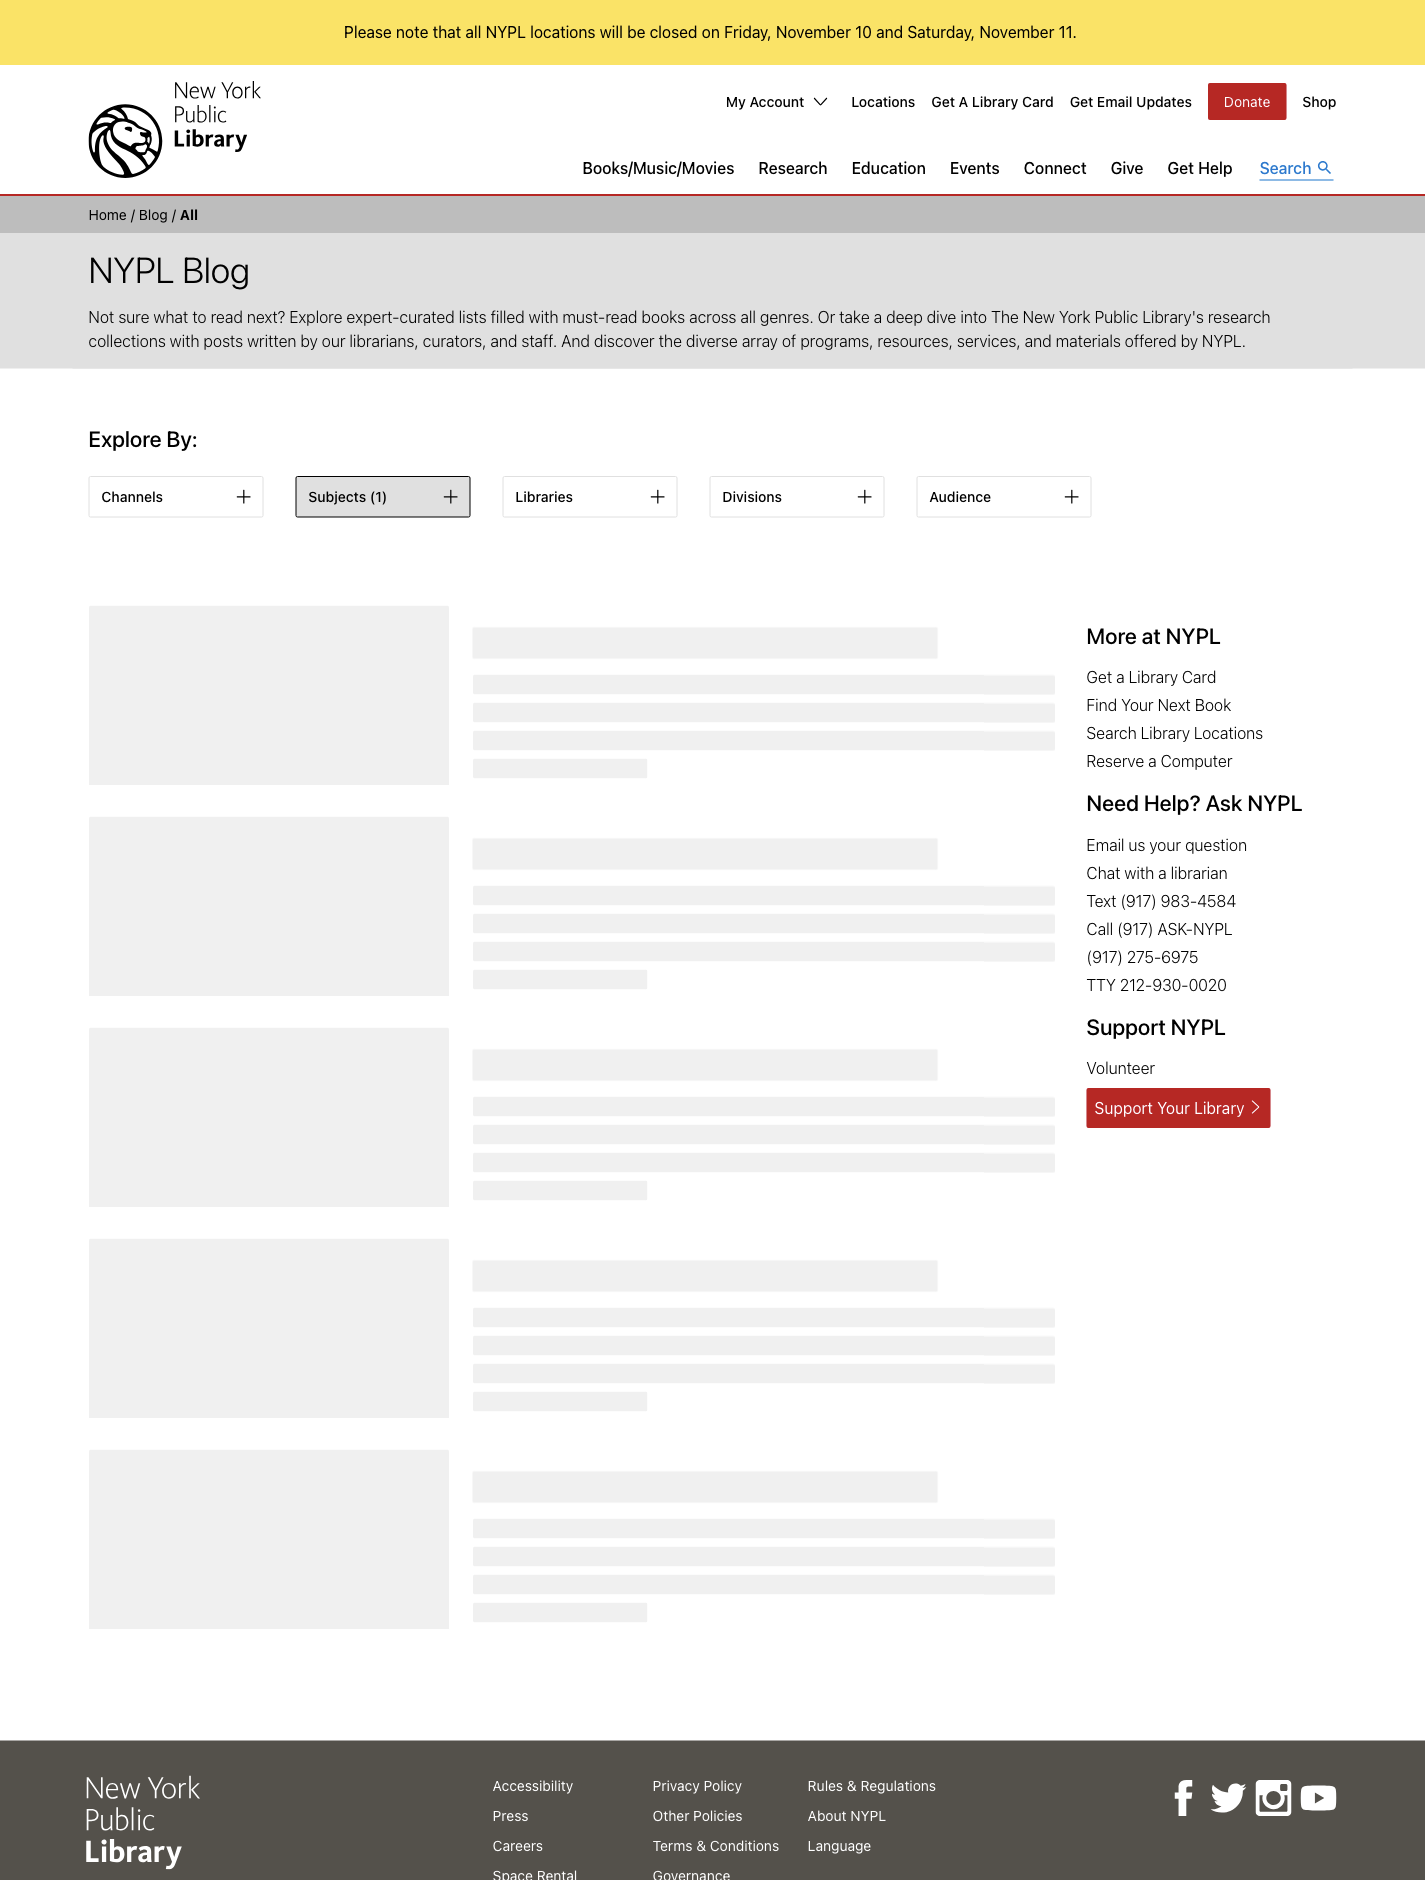 Please note that all NYPL locations will be closed on Friday, November 10 and Saturday, November 11.
New York
Public
Library
My Account
Locations
Get A Library Card
Get Email Updates
Donate
Shop
Books/Music/Movies
Research
Education
Events
Connect
Give
Get Help
Search
Home / Blog / All
NYPL Blog
Not sure what to read next? Explore expert-curated lists filled with must-read books across all genres. Or take a deep dive into The New York Public Library's research
collections with posts written by our librarians, curators, and staff. And discover the diverse array of programs, resources, services, and materials offered by NYPL.
Explore By:
Channels
Subjects (1)
Libraries
Divisions
Audience
More at NYPL
Get a Library Card
Find Your Next Book
Search Library Locations
Reserve a Computer
Need Help? Ask NYPL
Email us your question
Chat with a librarian
Text (917) 983-4584
Call (917) ASK-NYPL
(917) 275-6975
TTY 212-930-0020
Support NYPL
Volunteer
Support Your Library
New York
Public
Library
Accessibility
Press
Careers
Space Rental
Privacy Policy
Other Policies
Terms & Conditions
Governance
Rules & Regulations
About NYPL
Language